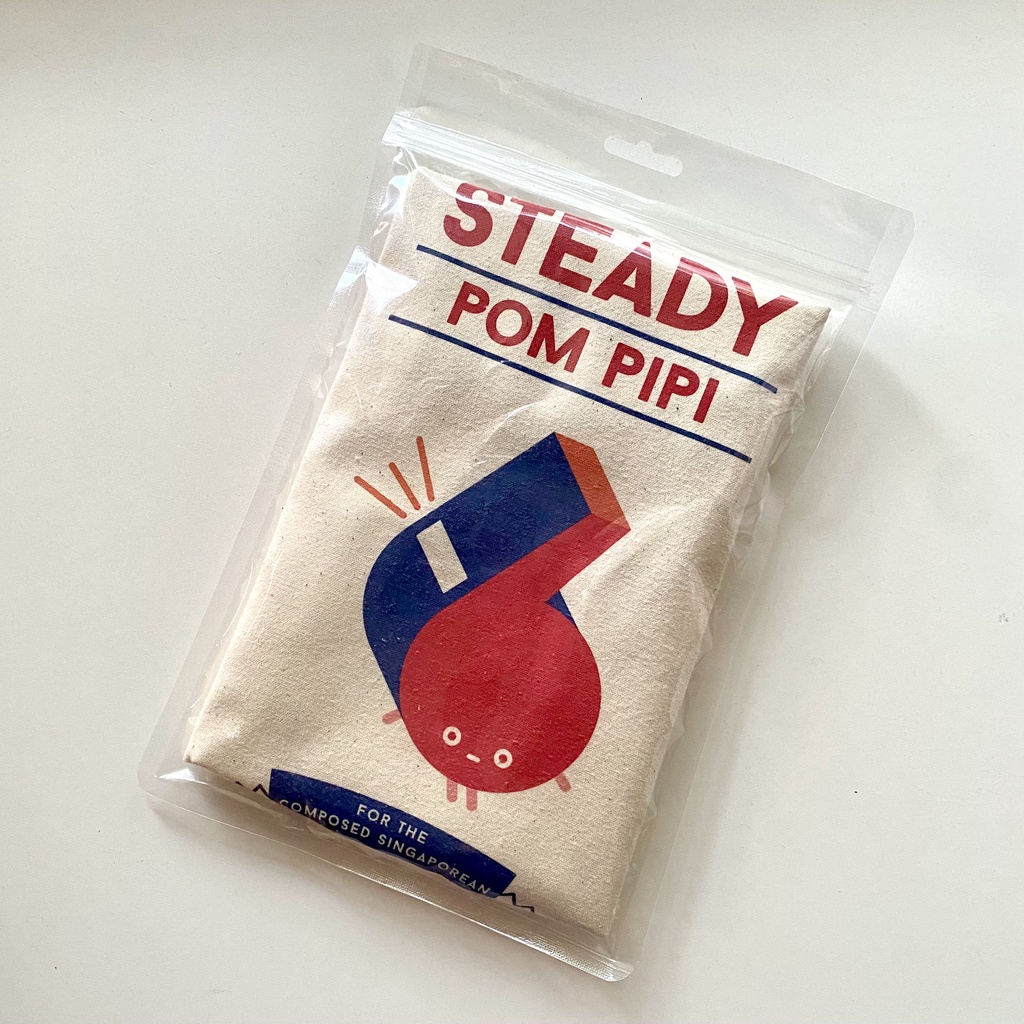 STEADY
POM PIPI
FOR THE
COMPOSED SINGAPOREAN